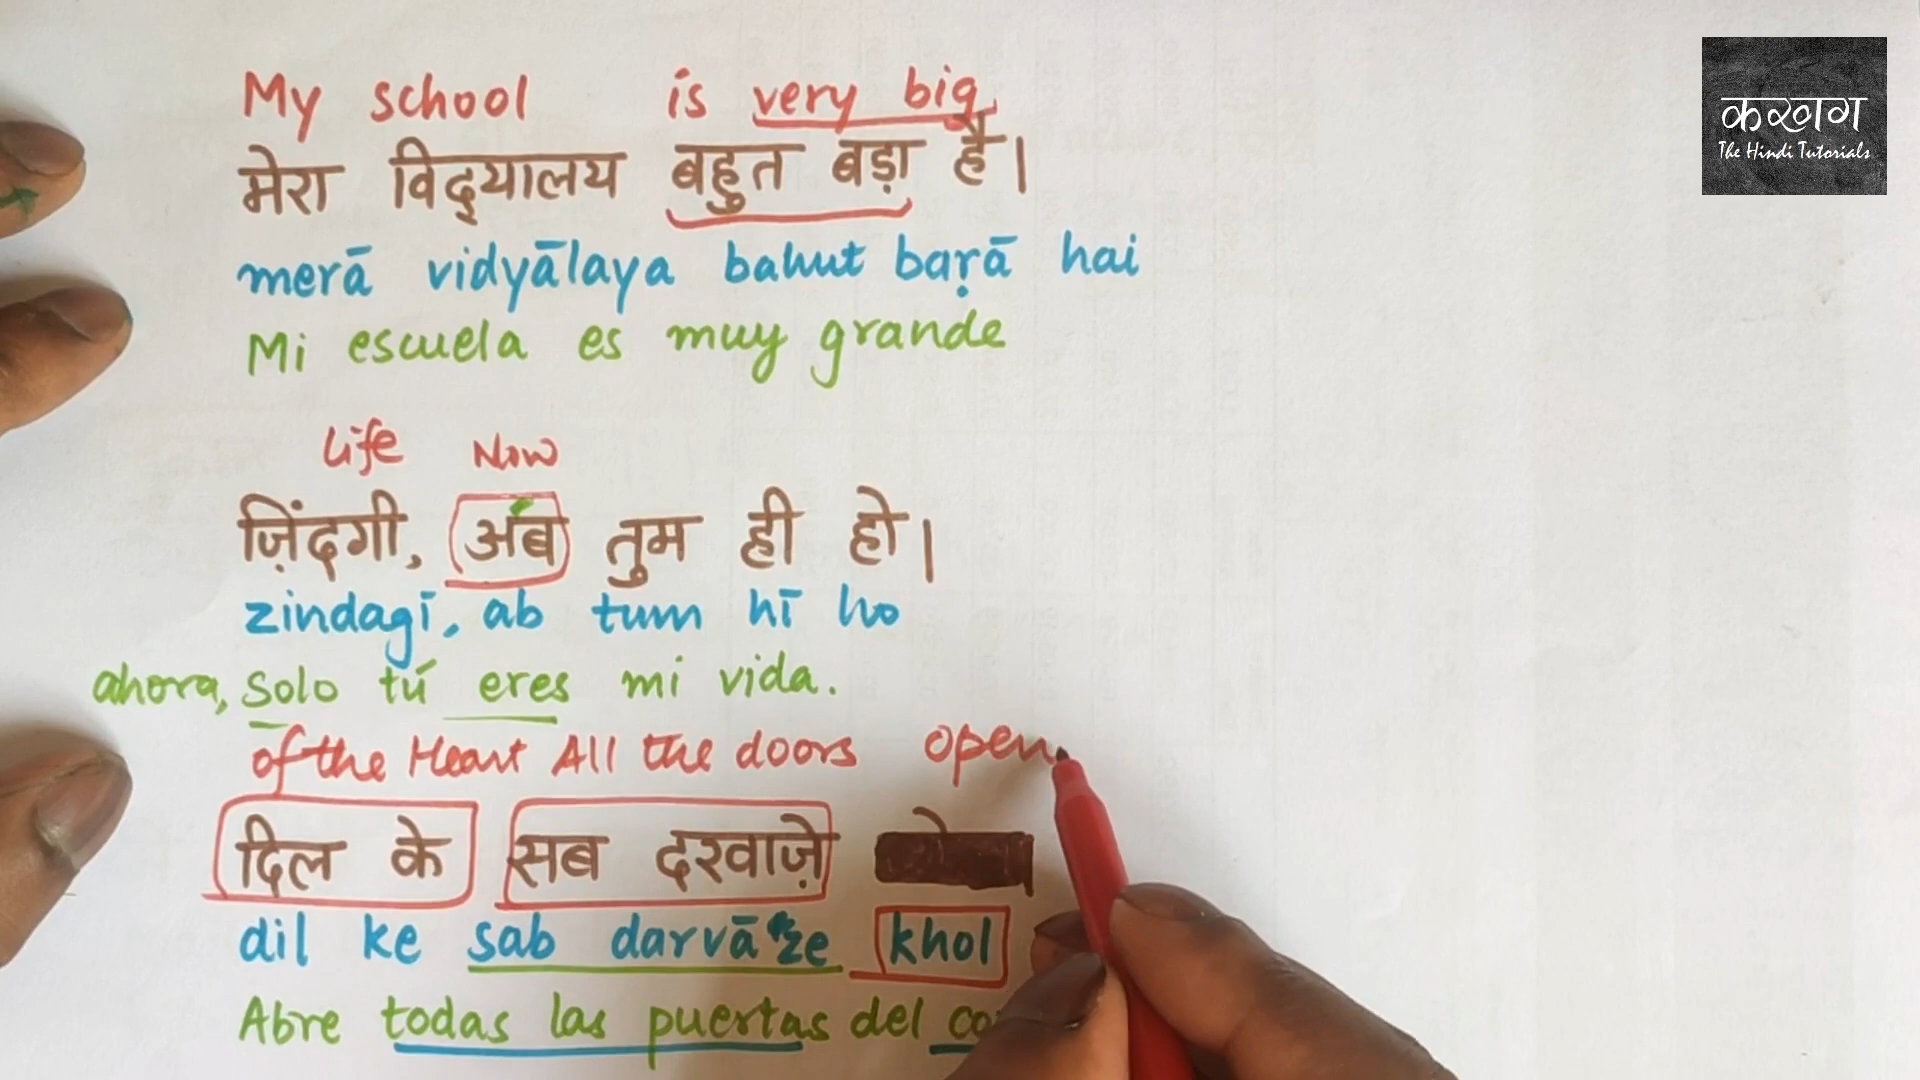 My school is very big
मेरा विद्यालय बहुत बड़ा है।
merā vidyālaya bahut baṛā hai
Mi escuela es muy grande
Life Now
ज़िंदगी, अब तुम ही हो।
zindagī, ab tum hī ho
ahora, solo tú eres mi vida.
of the Heart All the doors open
दिल के सब दरवाज़े
dil ke sab darvāze khol
Abre todas las puertas del
कखग
The Hindi Tutorials